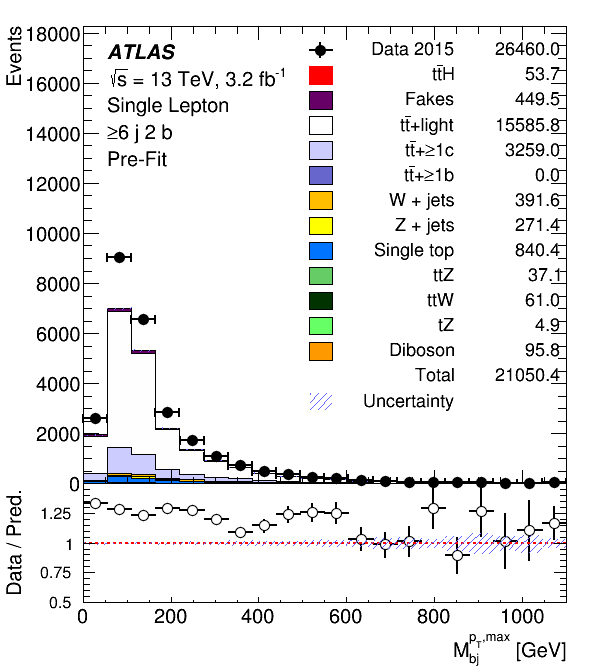 Events
18000
16000
14000
12000
10000
8000
6000
4000
2000
0
ATLAS
√s = 13 TeV, 3.2 fb⁻¹
Single Lepton
≥6 j 2 b
Pre-Fit
Data 2015 26460.0
tt̄H 53.7
Fakes 449.5
tt̄+light 15585.8
tt̄+≥1c 3259.0
tt̄+≥1b 0.0
W + jets 391.6
Z + jets 271.4
Single top 840.4
ttZ 37.1
ttW 61.0
tZ 4.9
Diboson 95.8
Total 21050.4
Uncertainty
Data / Pred.
1.25
1
0.75
0.5
0 200 400 600 800 1000
M_bj^p_T,max [GeV]